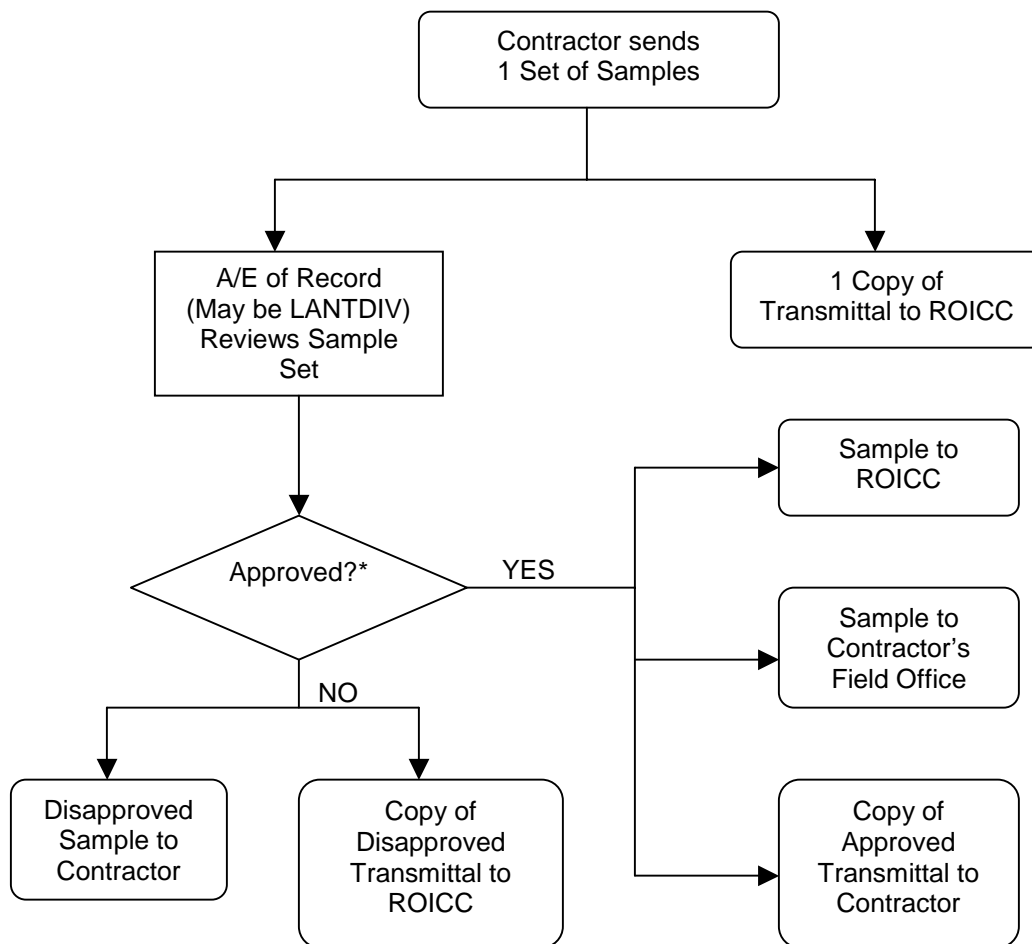 Contractor sends
1 Set of Samples
A/E of Record
(May be LANTDIV)
Reviews Sample
Set
1 Copy of
Transmittal to ROICC
Approved?*
YES
NO
Sample to
ROICC
Sample to
Contractor’s
Field Office
Copy of
Approved
Transmittal to
Contractor
Disapproved
Sample to
Contractor
Copy of
Disapproved
Transmittal to
ROICC